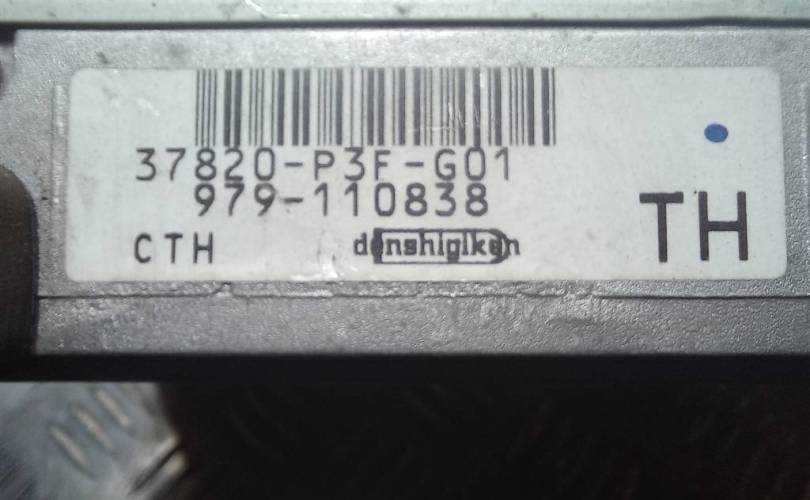 37820-P3F-G01
979-110838
CTH denshigiken TH